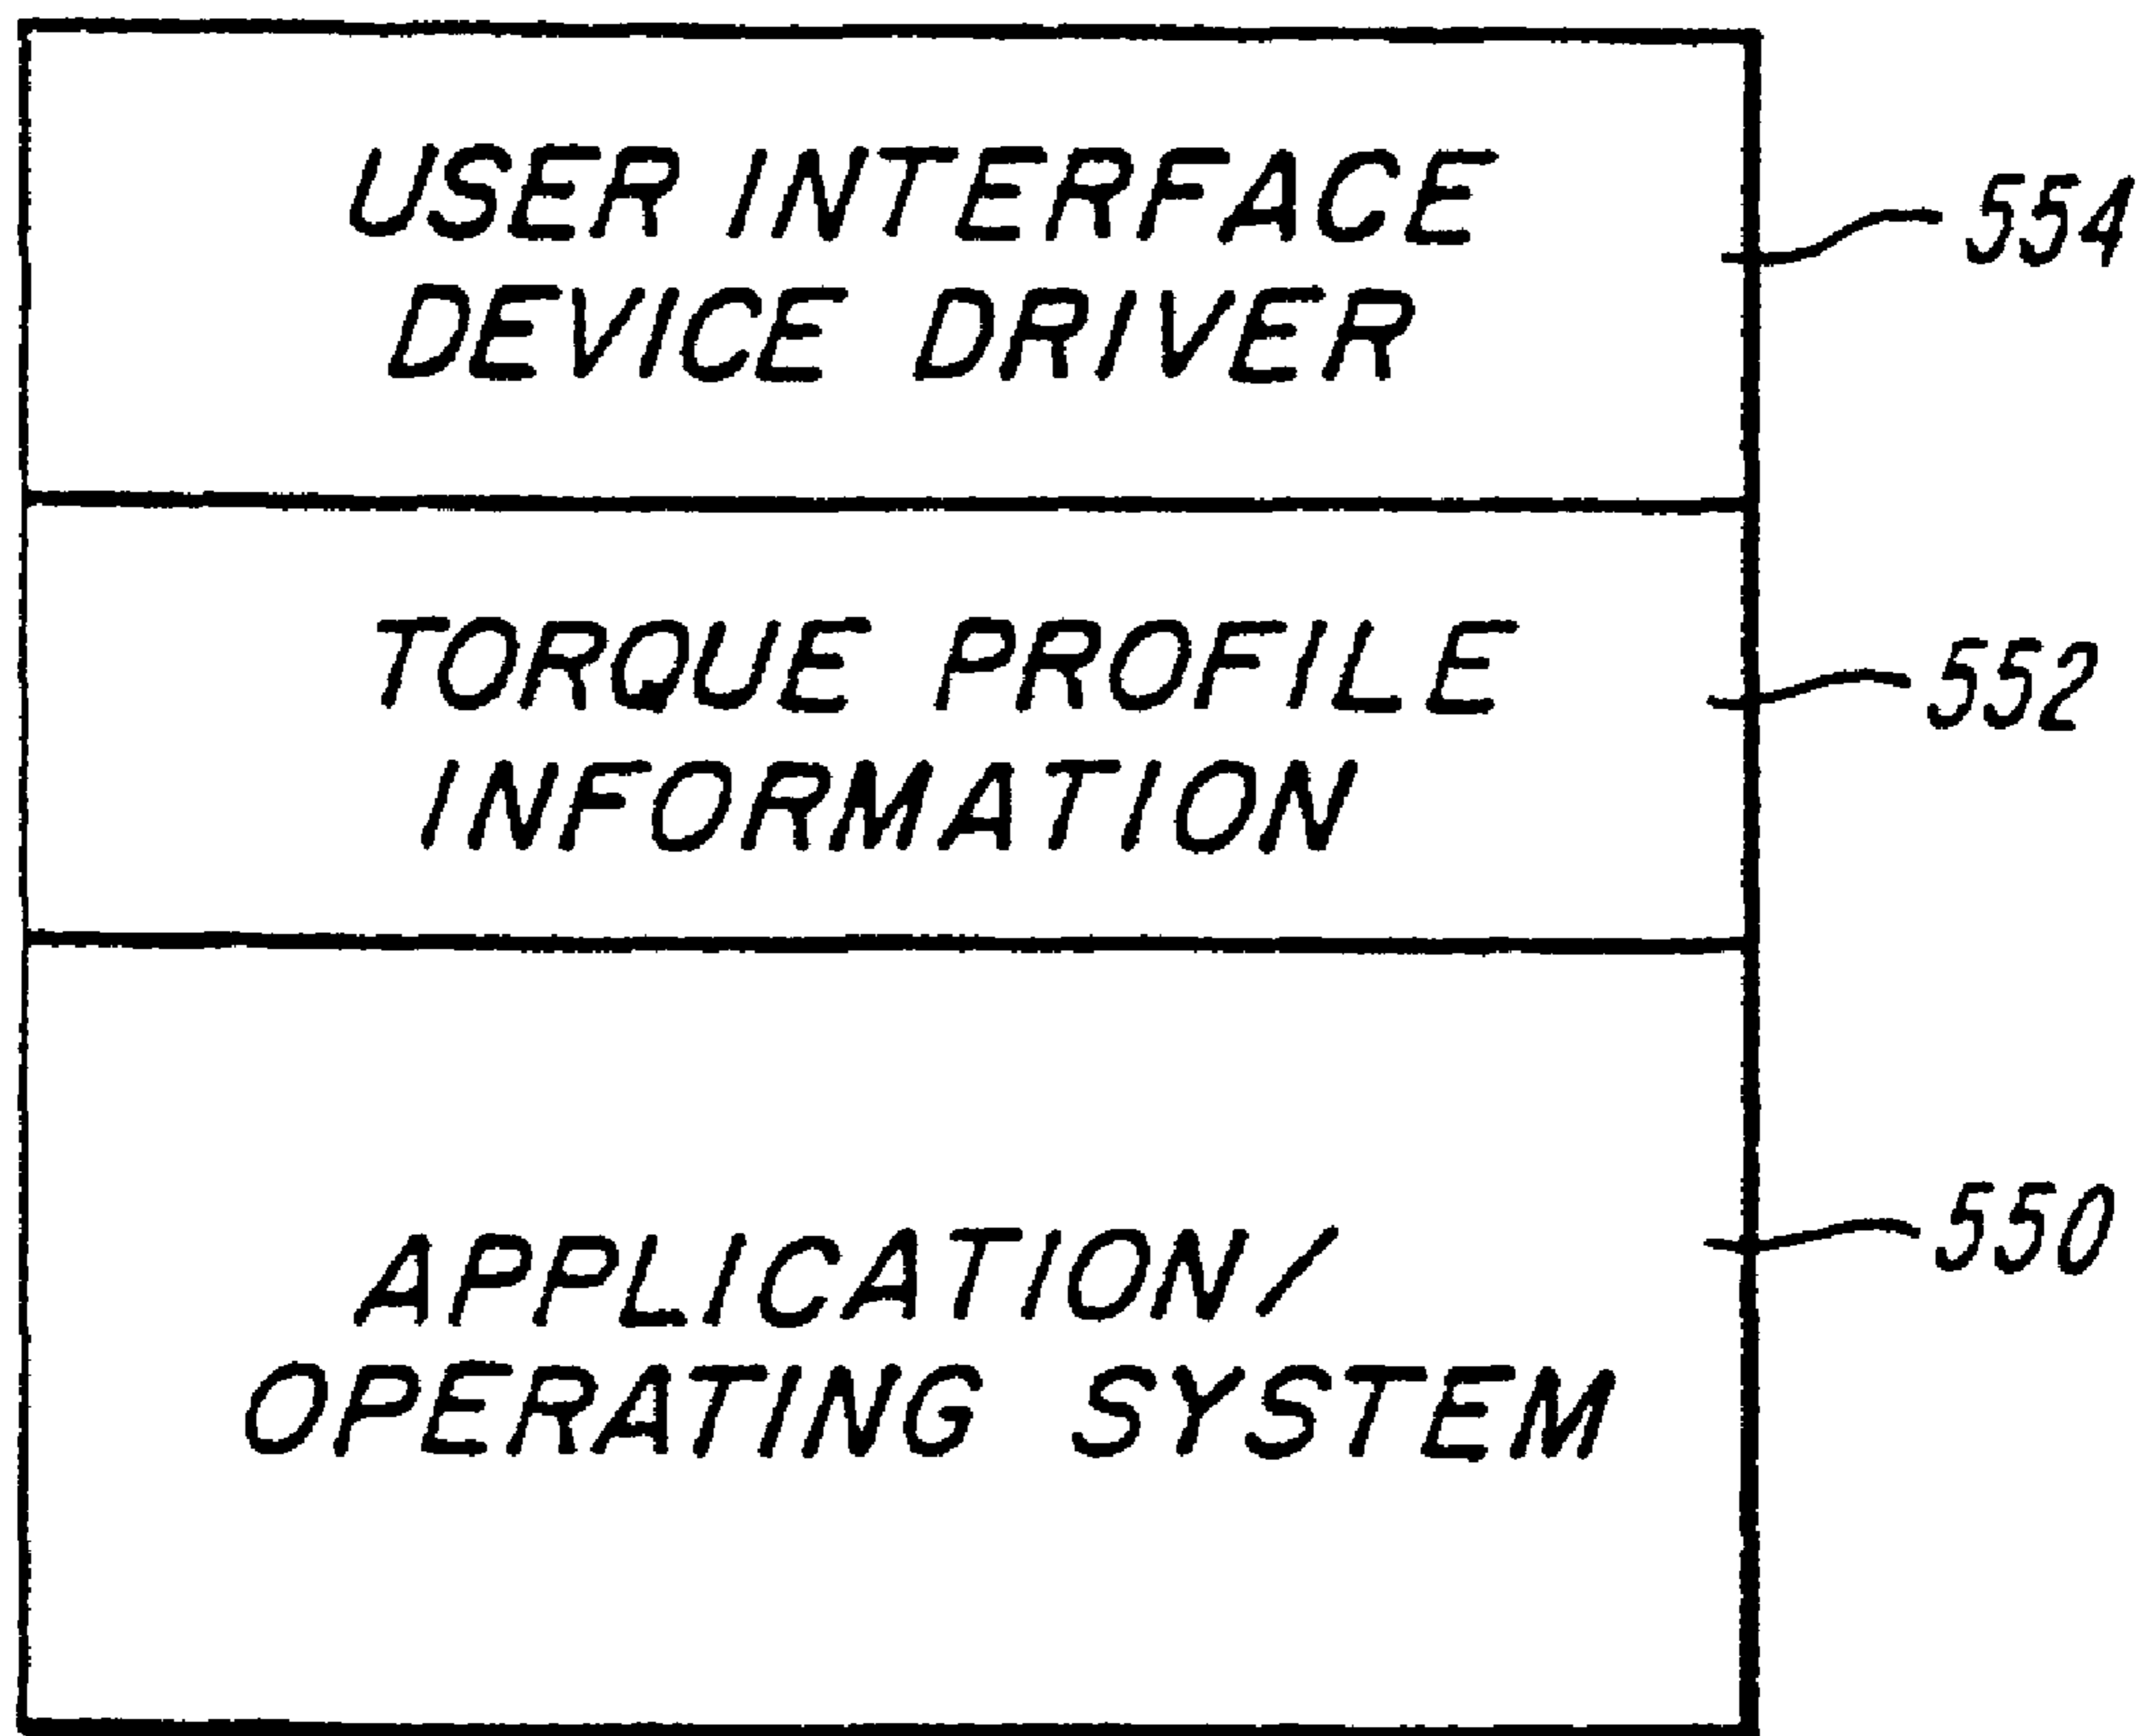 USER INTERFACE
DEVICE DRIVER
554
TORQUE PROFILE
INFORMATION
552
APPLICATION/
OPERATING SYSTEM
550